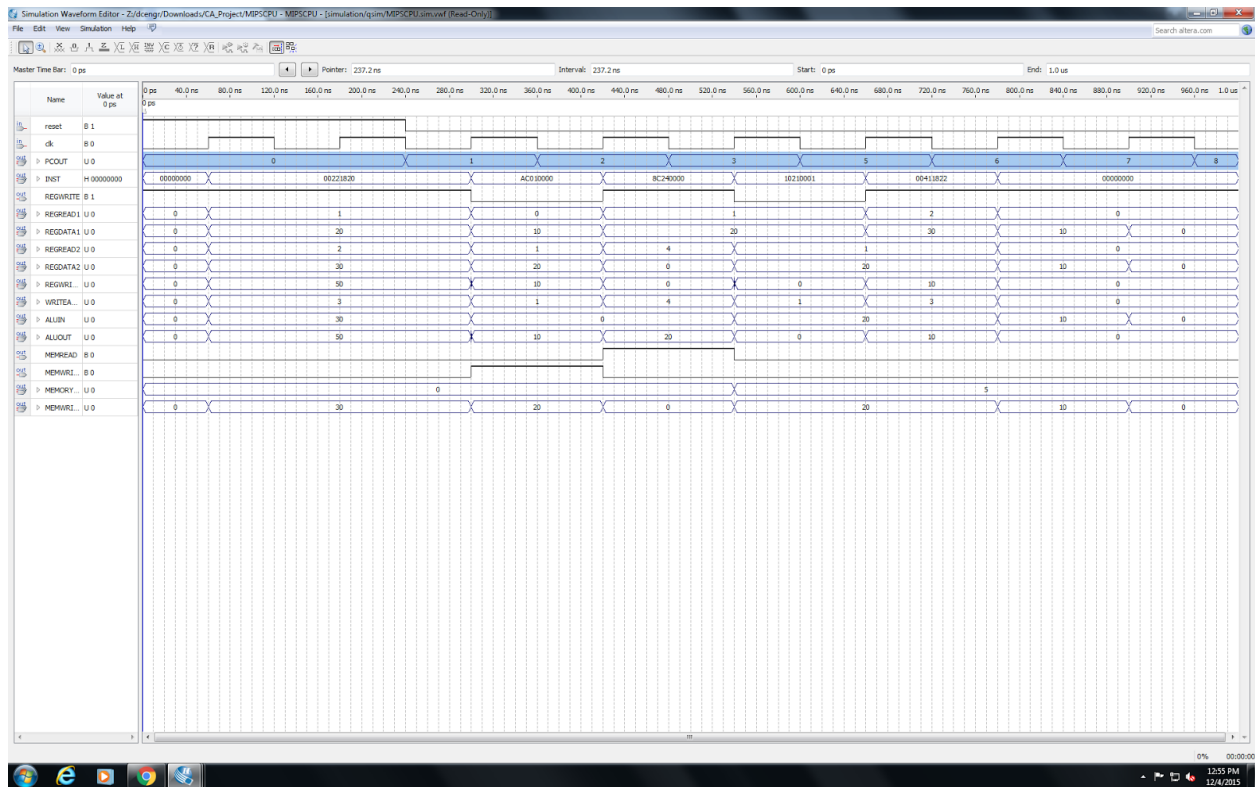 Simulation Waveform Editor - Z:/dcengr/Downloads/CA_Project/MIPSCPU - MIPSCPU - [simulation/qsim/MIPSCPU.sim.vwf (Read-Only)]
File Edit View Simulation Help
Search altera.com
Master Time Bar: 0 ps Pointer: 237.2 ns Interval: 237.2 ns Start: 0 ps End: 1.0 us
Name Value at 0 ps 0 ps 40.0 ns 80.0 ns 120.0 ns 160.0 ns 200.0 ns 240.0 ns 280.0 ns 320.0 ns 360.0 ns 400.0 ns 440.0 ns 480.0 ns 520.0 ns 560.0 ns 600.0 ns 640.0 ns 680.0 ns 720.0 ns 760.0 ns 800.0 ns 840.0 ns 880.0 ns 920.0 ns 960.0 ns 1.0 us
0 ps
reset B 1
clk B 0
PCOUT U 0 0 1 2 3 5 6 7 8
INST H 00000000 00000000 00221820 AC010000 8C240000 10210001 00411822 00000000
REGWRITE B 1
REGREAD1 U 0 0 1 0 1 2 0
REGDATA1 U 0 0 20 10 20 30 10 0
REGREAD2 U 0 0 2 1 4 1 0
REGDATA2 U 0 0 30 20 0 20 10 0
REGWRI... U 0 0 50 10 0 0 10 0
WRITEA... U 0 0 3 1 4 1 3 0
ALUIN U 0 0 30 0 20 10 0
ALUOUT U 0 0 50 10 20 0 10 0
MEMREAD B 0
MEMWRI... B 0
MEMORY... U 0 0 5
MEMWRI... U 0 0 30 20 0 20 10 0
0% 00:00:00
12:55 PM
12/4/2015